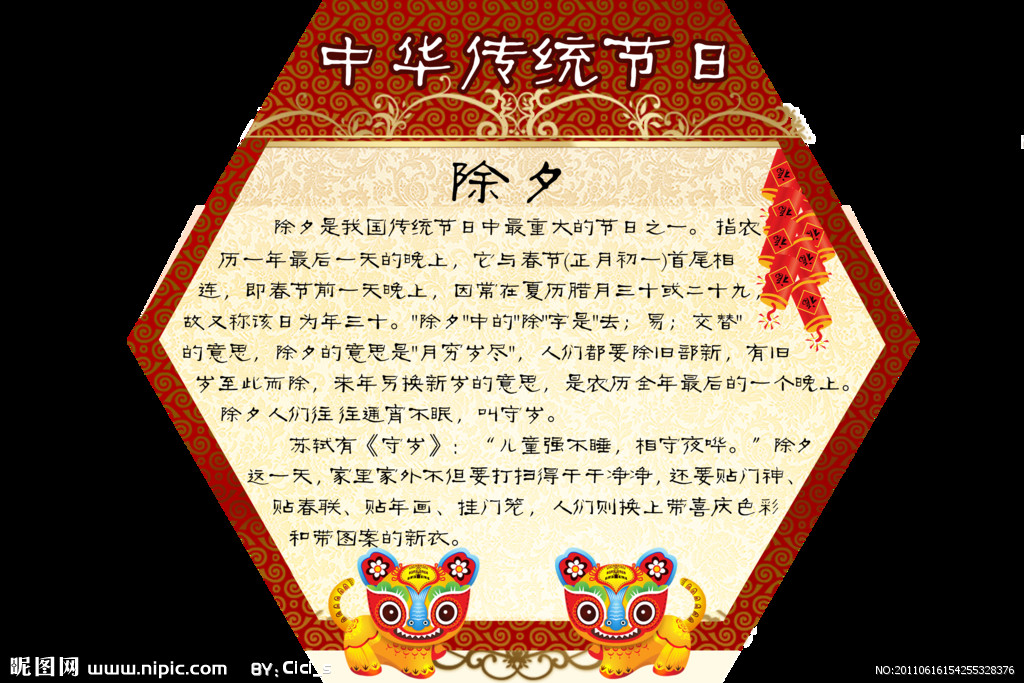 中华传统节日
除夕
除夕是我国传统节日中最重大的节日之一。指农
历一年最后一天的晚上，它与春节(正月初一)首尾相
连，即春节前一天晚上，因常在夏历腊月三十或二十九，
故又称该日为年三十。"除夕"中的"除"字是"去；易；交替"
的意思，除夕的意思是"月穷岁尽"，人们都要除旧部新，有旧
岁至此而除，来年另换新岁的意思，是农历全年最后的一个晚上。
除夕人们往往通宵不眠，叫守岁。
苏轼有《守岁》：“儿童强不睡，相守夜哗。”除夕
这一天，家里家外不但要打扫得干干净净，还要贴门神、
贴春联、贴年画、挂门笼，人们则换上带喜庆色彩
和带图案的新衣。
福
福
福
福
福
福
福
昵图网 www.nipic.com BY:
NO:20110616154255328376